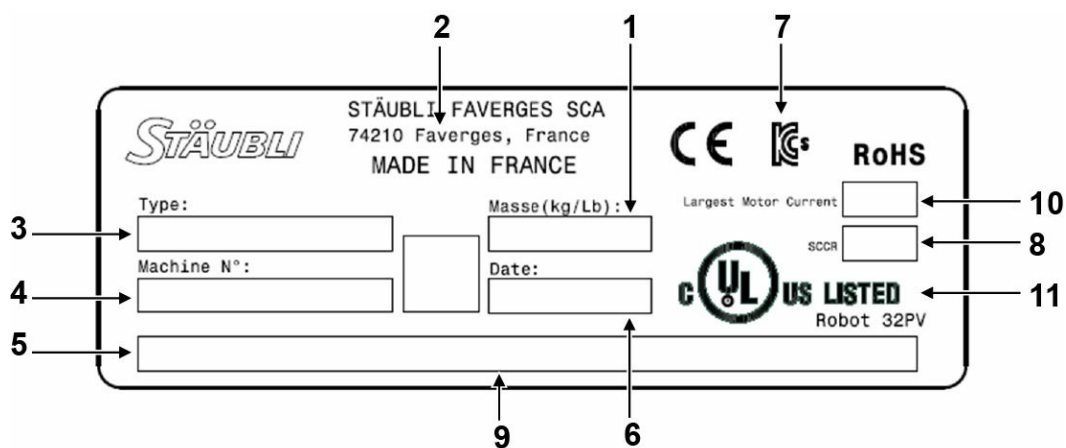 2 1 7
STÄUBLI
STÄUBLI FAVERGES SCA
74210 Faverges, France
MADE IN FRANCE
CE KCs RoHS
Type:
Masse(kg/Lb):
Largest Motor Current
10
3
SCCR
8
Machine N°:
Date:
4
C UL US LISTED
11
Robot 32PV
5
9 6